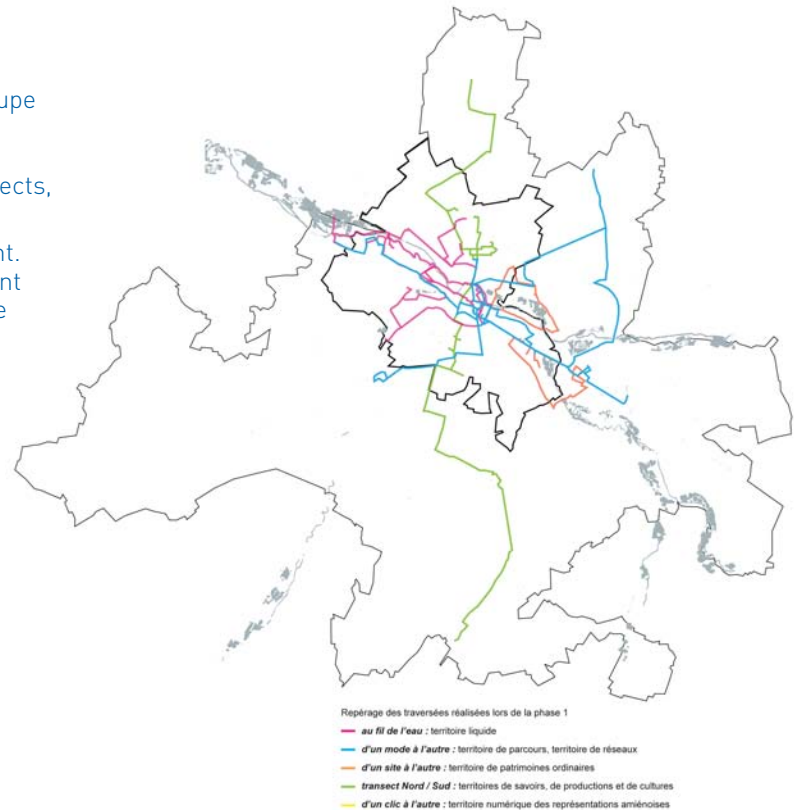 upe
ects,
nt.
nt
e
Repérage des traversées réalisées lors de la phase 1
au fil de l'eau : territoire liquide
d'un mode à l'autre : territoire de parcours, territoire de réseaux
d'un site à l'autre : territoire de patrimoines ordinaires
transect Nord / Sud : territoires de savoirs, de productions et de cultures
d'un clic à l'autre : territoire numérique des représentations amiénoises